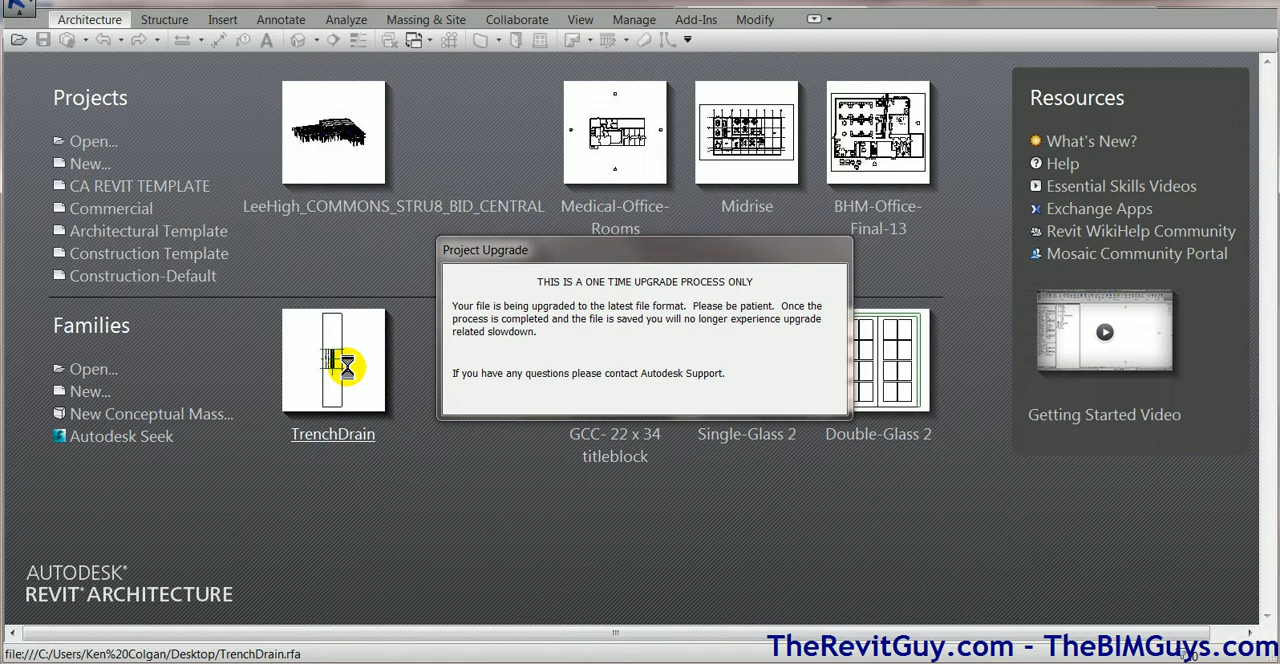 Architecture Structure Insert Annotate Analyze Massing & Site Collaborate View Manage Add-Ins Modify
Projects
Open...
New...
CA REVIT TEMPLATE
Commercial
Architectural Template
Construction Template
Construction-Default
LeeHigh_COMMONS_STRU8_BID_CENTRAL
Medical-Office-
Rooms
Midrise
BHM-Office-
Final-13
Resources
What's New?
Help
Essential Skills Videos
Exchange Apps
Revit WikiHelp Community
Mosaic Community Portal
Getting Started Video
Project Upgrade
THIS IS A ONE TIME UPGRADE PROCESS ONLY
Your file is being upgraded to the latest file format. Please be patient. Once the
process is completed and the file is saved you will no longer experience upgrade
related slowdown.
If you have any questions please contact Autodesk Support.
Families
Open...
New...
New Conceptual Mass...
Autodesk Seek
TrenchDrain
GCC- 22 x 34
titleblock
Single-Glass 2
Double-Glass 2
AUTODESK®
REVIT® ARCHITECTURE
TheRevitGuy.com - TheBIMGuys.com
file:///C:/Users/Ken%20Colgan/Desktop/TrenchDrain.rfa